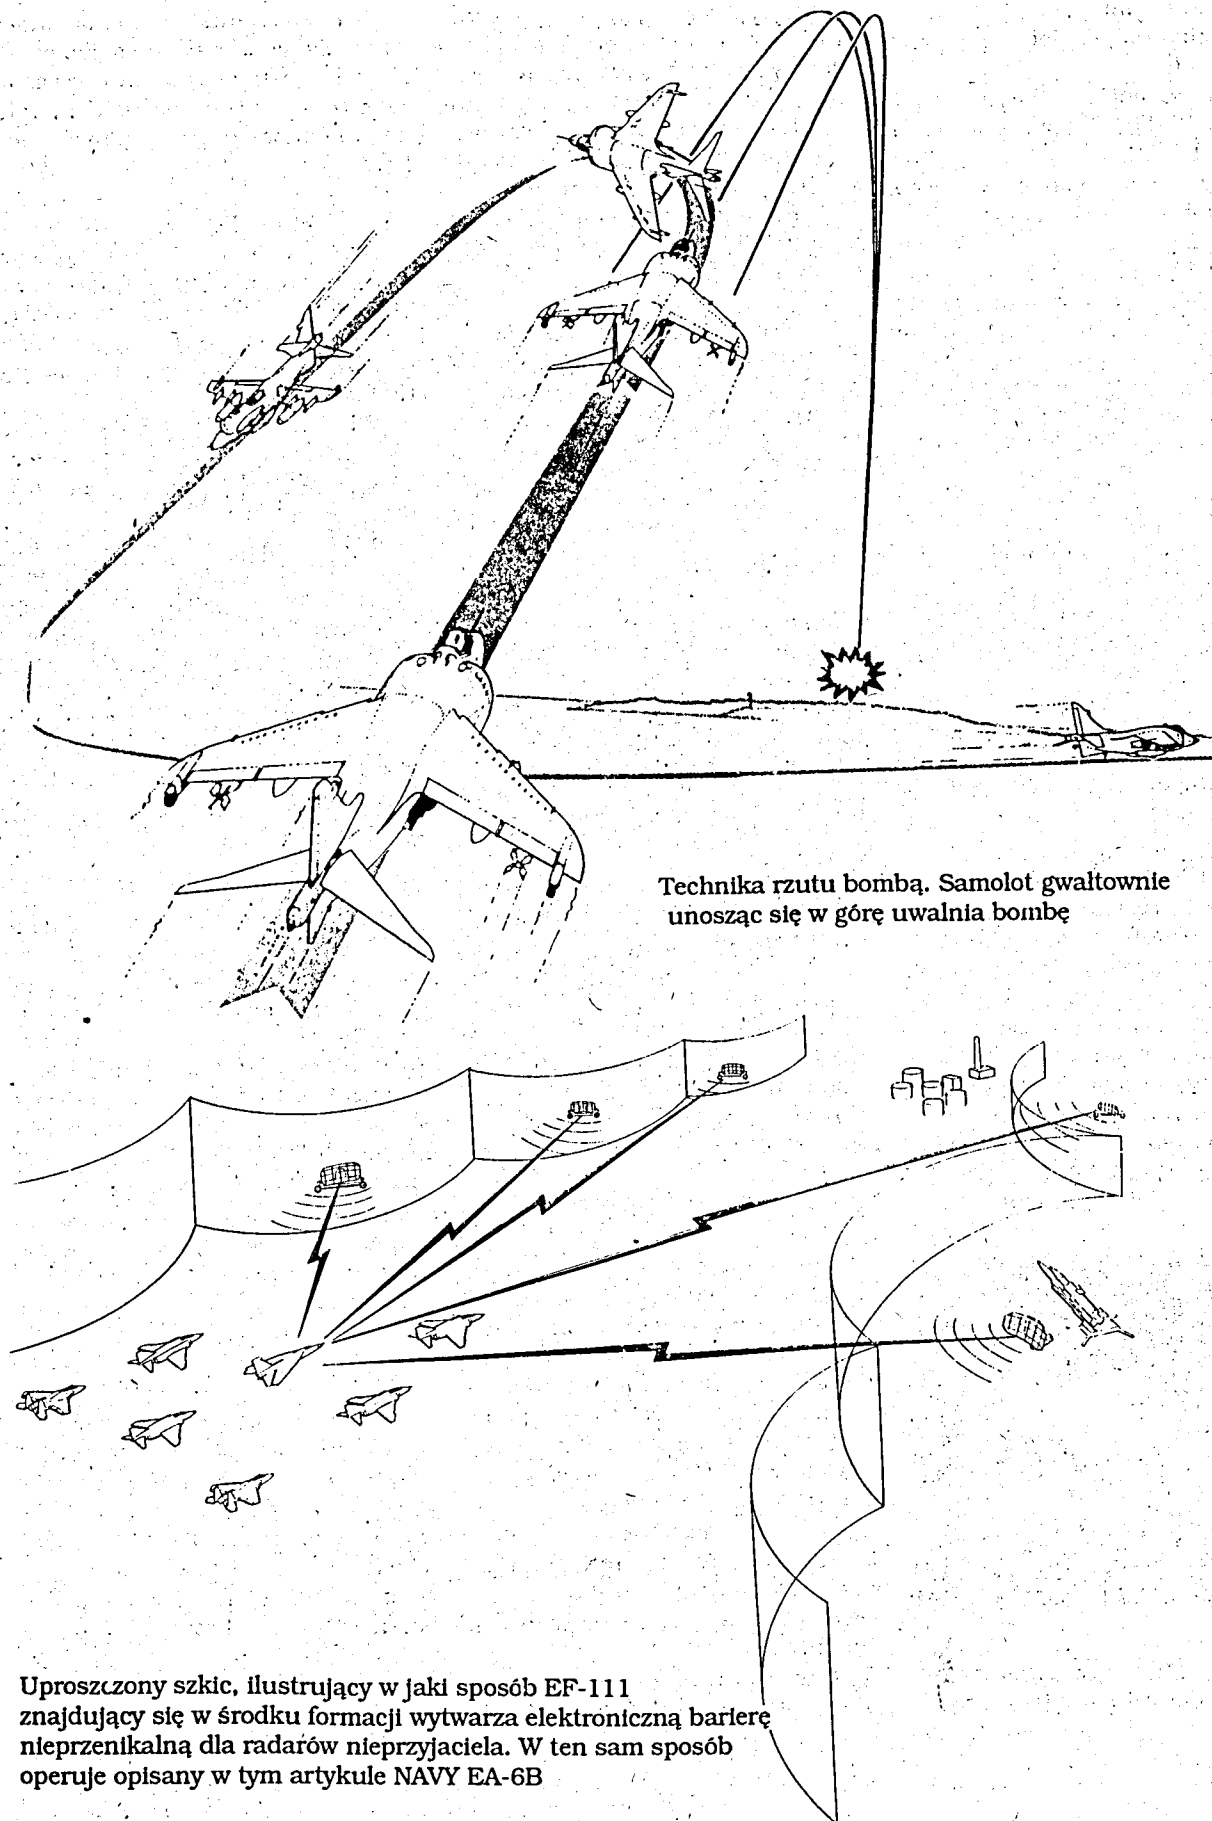 Technika rzutu bombą. Samolot gwałtownie
unosząc się w górę uwalnia bombę
Uproszczony szkic, ilustrujący w jaki sposób EF-111
znajdujący się w środku formacji wytwarza elektroniczną barierę
nieprzenikalną dla radarów nieprzyjaciela. W ten sam sposób
operuje opisany w tym artykule NAVY EA-6B